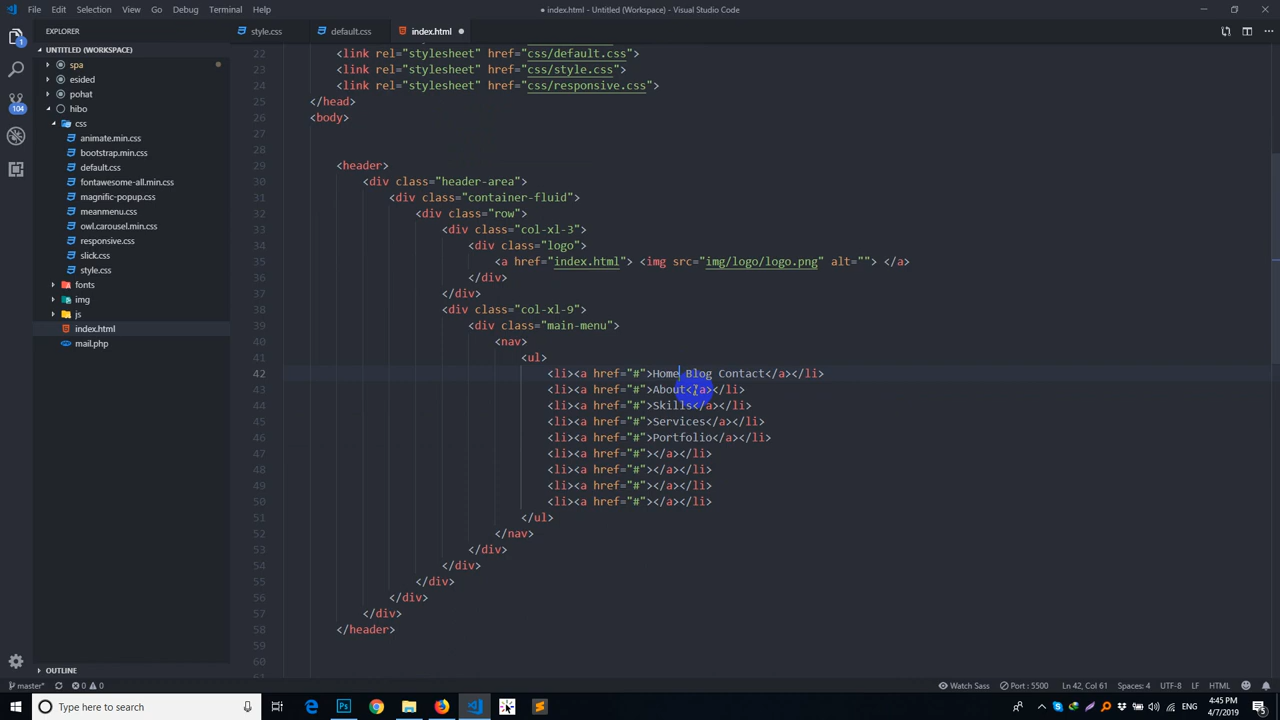 File Edit Selection View Go Debug Terminal Help
● index.html - Untitled (Workspace) - Visual Studio Code
EXPLORER
style.css
default.css
index.html
1
UNTITLED (WORKSPACE)
spa
esided
pohat
104
hibo
css
animate.min.css
bootstrap.min.css
default.css
fontawesome-all.min.css
magnific-popup.css
meanmenu.css
owl.carousel.min.css
responsive.css
slick.css
style.css
fonts
img
js
index.html
mail.php
OUTLINE
22 <link rel="stylesheet" href="css/default.css">
23 <link rel="stylesheet" href="css/style.css">
24 <link rel="stylesheet" href="css/responsive.css">
25 </head>
26 <body>
27
28
29 <header>
30 <div class="header-area">
31 <div class="container-fluid">
32 <div class="row">
33 <div class="col-xl-3">
34 <div class="logo">
35 <a href="index.html"> <img src="img/logo/logo.png" alt=""> </a>
36 </div>
37 </div>
38 <div class="col-xl-9">
39 <div class="main-menu">
40 <nav>
41 <ul>
42 <li><a href="#">Home Blog Contact</a></li>
43 <li><a href="#">About</a></li>
44 <li><a href="#">Skills</a></li>
45 <li><a href="#">Services</a></li>
46 <li><a href="#">Portfolio</a></li>
47 <li><a href="#"></a></li>
48 <li><a href="#"></a></li>
49 <li><a href="#"></a></li>
50 <li><a href="#"></a></li>
51 </ul>
52 </nav>
53 </div>
54 </div>
55 </div>
56 </div>
57 </div>
58 </header>
59
60
master* 0 0
Watch Sass Port : 5500 Ln 42, Col 61 Spaces: 4 UTF-8 LF HTML
Type here to search
ENG
4:45 PM
4/7/2019
5